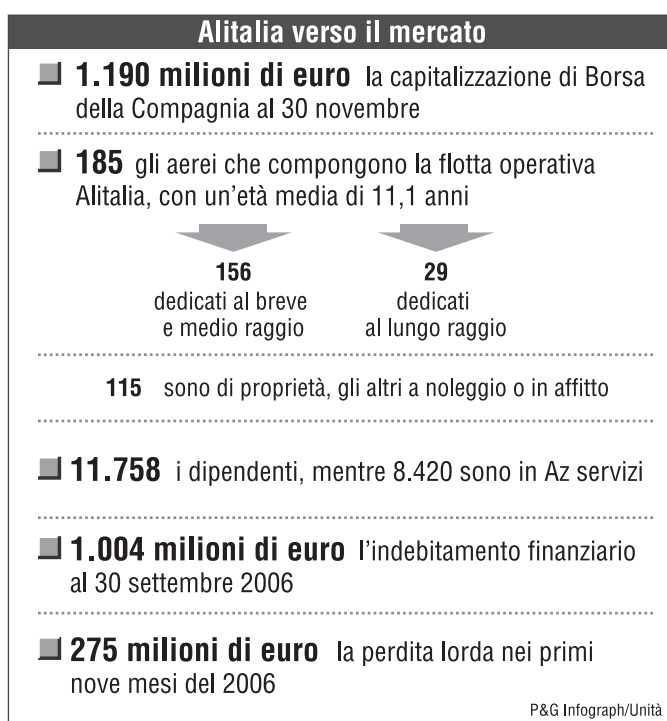 Alitalia verso il mercato
1.190 milioni di euro la capitalizzazione di Borsa
della Compagnia al 30 novembre
185 gli aerei che compongono la flotta operativa
Alitalia, con un'età media di 11,1 anni
156
dedicati al breve
e medio raggio
29
dedicati
al lungo raggio
115 sono di proprietà, gli altri a noleggio o in affitto
11.758 i dipendenti, mentre 8.420 sono in Az servizi
1.004 milioni di euro l'indebitamento finanziario
al 30 settembre 2006
275 milioni di euro la perdita lorda nei primi
nove mesi del 2006
P&G Infograph/Unità